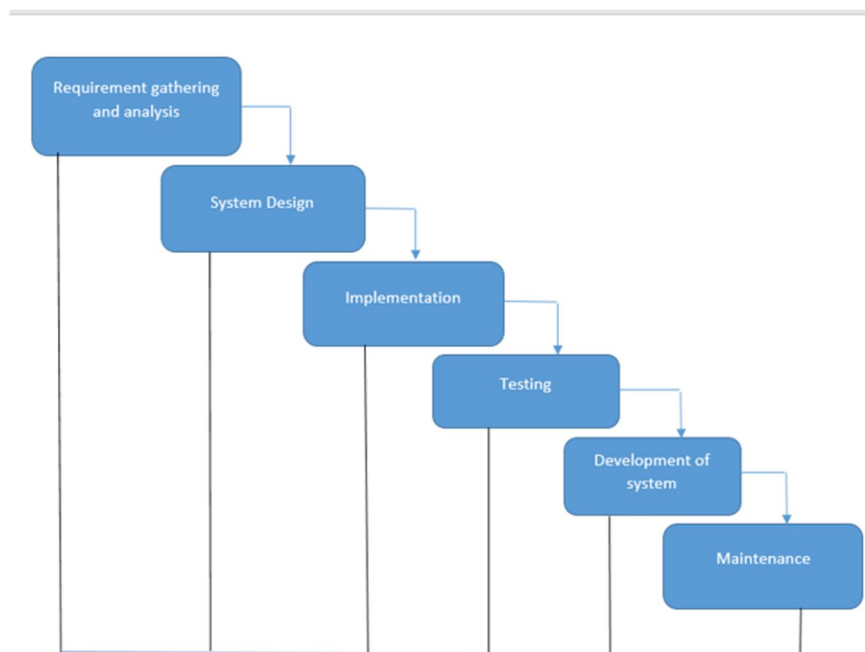 Requirement gathering
and analysis
System Design
Implementation
Testing
Development of
system
Maintenance